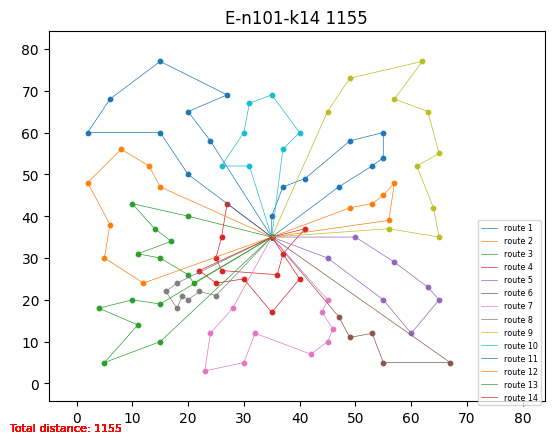 E-n101-k14 1155
80
70
60
50
40
30
20
10
0
0 10 20 30 40 50 60 70 80
route 1
route 2
route 3
route 4
route 5
route 6
route 7
route 8
route 9
route 10
route 11
route 12
route 13
route 14
Total distance: 1155